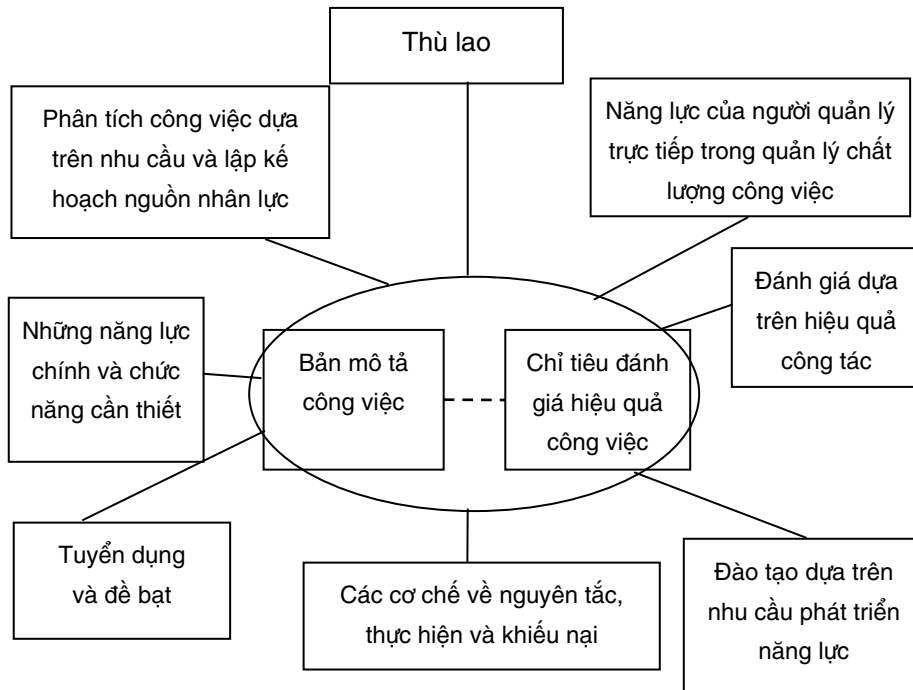 Thù lao
Phân tích công việc dựa
trên nhu cầu và lập kế
hoạch nguồn nhân lực
Năng lực của người quản lý
trực tiếp trong quản lý chất
lượng công việc
Đánh giá dựa
trên hiệu quả
công tác
Những năng lực
chính và chức
năng cần thiết
Bản mô tả
công việc
Chỉ tiêu đánh
giá hiệu quả
công việc
Tuyển dụng
và đề bạt
Các cơ chế về nguyên tắc,
thực hiện và khiếu nại
Đào tạo dựa trên
nhu cầu phát triển
năng lực